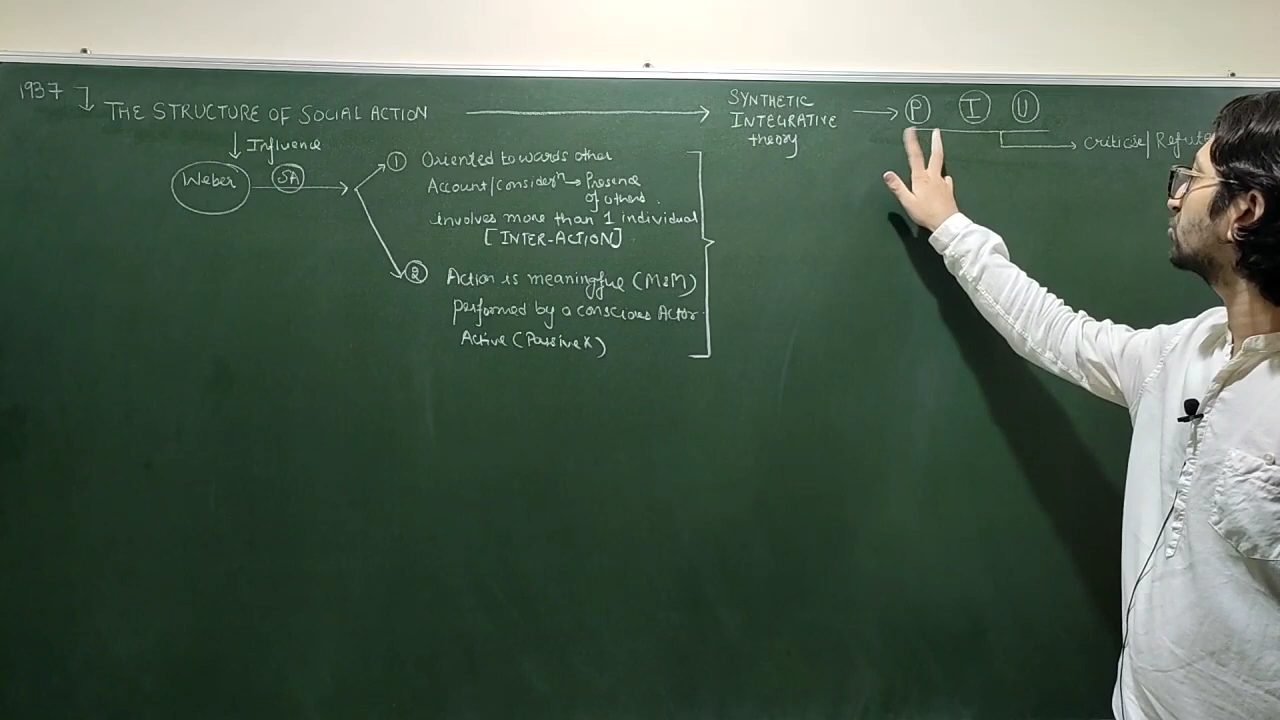 1937
THE STRUCTURE OF SOCIAL ACTION
Influence
Weber
SA
① Oriented towards other
Account/Considerⁿ → Presence
of others.
involves more than 1 individual
[INTER-ACTION]
② Action is meaningful (M&M)
performed by a conscious Actor.
Active (Passive X)
SYNTHETIC
INTEGRATIVE
theory
P I U
criticise/Refute